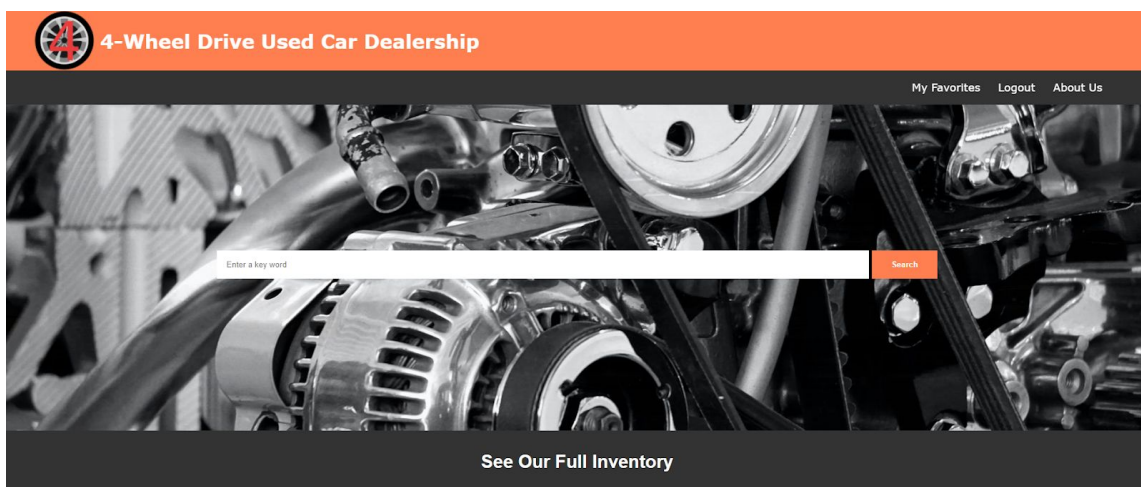 4
4-Wheel Drive Used Car Dealership
My Favorites Logout About Us
Enter a key word
Search
See Our Full Inventory